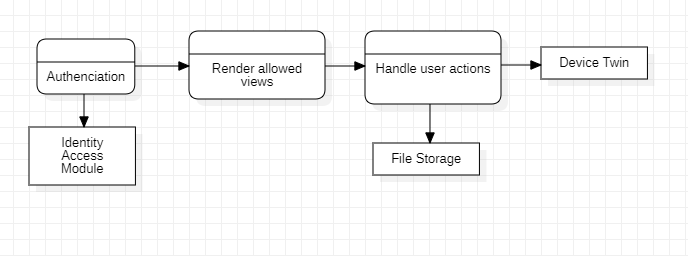 Authenciation
Render allowed
views
Handle user actions
Device Twin
Identity
Access
Module
File Storage